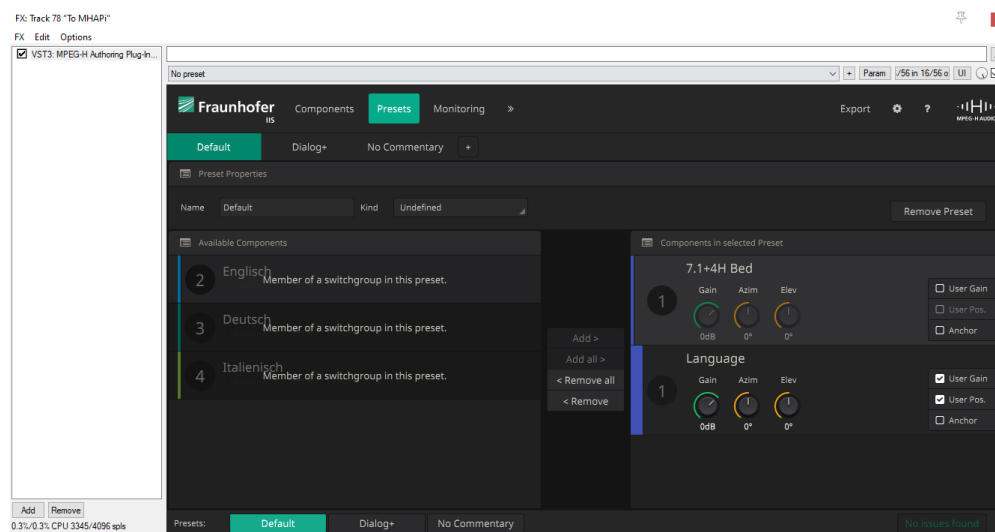 FX: Track 78 "To MHAPi"
FX Edit Options
VST3: MPEG-H Authoring Plug-In...
No preset
+ Param /56 in 16/56 o UI
Fraunhofer
IIS
Components Presets Monitoring » Export ? MPEG-H AUDIO
Default Dialog+ No Commentary +
Preset Properties
Name Default Kind Undefined Remove Preset
Available Components
2 Englisch Member of a switchgroup in this preset.
3 Deutsch Member of a switchgroup in this preset.
4 Italienisch Member of a switchgroup in this preset.
Add >
Add all >
< Remove all
< Remove
Components in selected Preset
7.1+4H Bed
1 Gain Azim Elev
0dB 0° 0°
User Gain
User Pos.
Anchor
Language
1 Gain Azim Elev
0dB 0° 0°
User Gain
User Pos.
Anchor
Add Remove
0.3%/0.3% CPU 3345/4096 spls
Presets: Default Dialog+ No Commentary No issues found